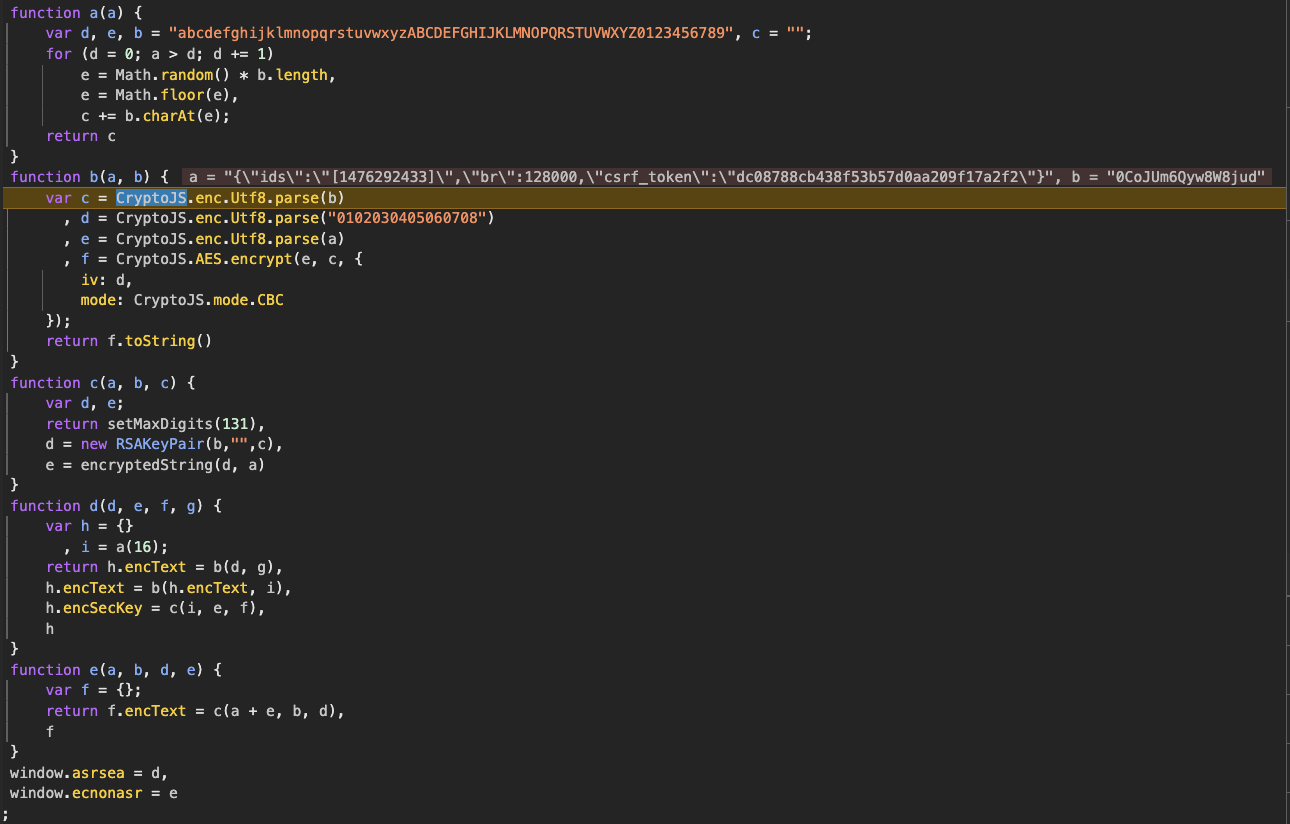 function a(a) {
    var d, e, b = "abcdefghijklmnopqrstuvwxyzABCDEFGHIJKLMNOPQRSTUVWXYZ0123456789", c = "";
    for (d = 0; a > d; d += 1)
        e = Math.random() * b.length,
        e = Math.floor(e),
        c += b.charAt(e);
    return c
}
function b(a, b) { a = "{\"ids\":\"[1476292433]\",\"br\":128000,\"csrf_token\":\"dc08788cb438f53b57d0aa209f17a2f2\"}", b = "0CoJUm6Qyw8W8jud"
    var c = CryptoJS.enc.Utf8.parse(b)
      , d = CryptoJS.enc.Utf8.parse("0102030405060708")
      , e = CryptoJS.enc.Utf8.parse(a)
      , f = CryptoJS.AES.encrypt(e, c, {
        iv: d,
        mode: CryptoJS.mode.CBC
    });
    return f.toString()
}
function c(a, b, c) {
    var d, e;
    return setMaxDigits(131),
    d = new RSAKeyPair(b,"",c),
    e = encryptedString(d, a)
}
function d(d, e, f, g) {
    var h = {}
      , i = a(16);
    return h.encText = b(d, g),
    h.encText = b(h.encText, i),
    h.encSecKey = c(i, e, f),
    h
}
function e(a, b, d, e) {
    var f = {};
    return f.encText = c(a + e, b, d),
    f
}
window.asrsea = d,
window.ecnonasr = e
;